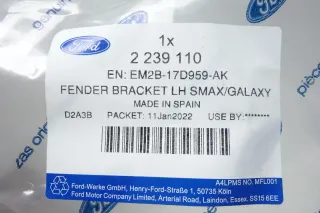 Ford
1x
2 239 110
EN: EM2B-17D959-AK
FENDER BRACKET LH SMAX/GALAXY
MADE IN SPAIN
D2A3B PACKET: 11Jan2022 USE BY:********
A4LPMS NO. MFL001
Ford-Werke GmbH, Henry-Ford-Straße 1, 50735 Köln
Ford Motor Company Limited, Arterial Road, Laindon, Essex SS15 6EE